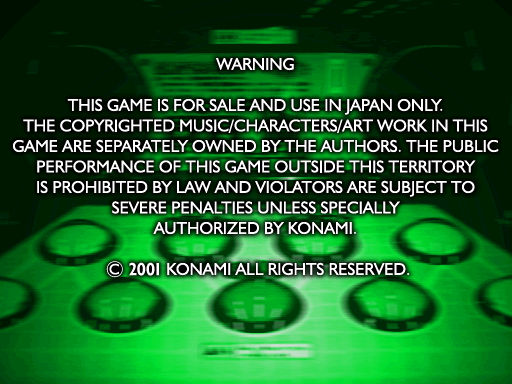 WARNING
THIS GAME IS FOR SALE AND USE IN JAPAN ONLY.
THE COPYRIGHTED MUSIC/CHARACTERS/ART WORK IN THIS
GAME ARE SEPARATELY OWNED BY THE AUTHORS. THE PUBLIC
PERFORMANCE OF THIS GAME OUTSIDE THIS TERRITORY
IS PROHIBITED BY LAW AND VIOLATORS ARE SUBJECT TO
SEVERE PENALTIES UNLESS SPECIALLY
AUTHORIZED BY KONAMI.
© 2001 KONAMI ALL RIGHTS RESERVED.